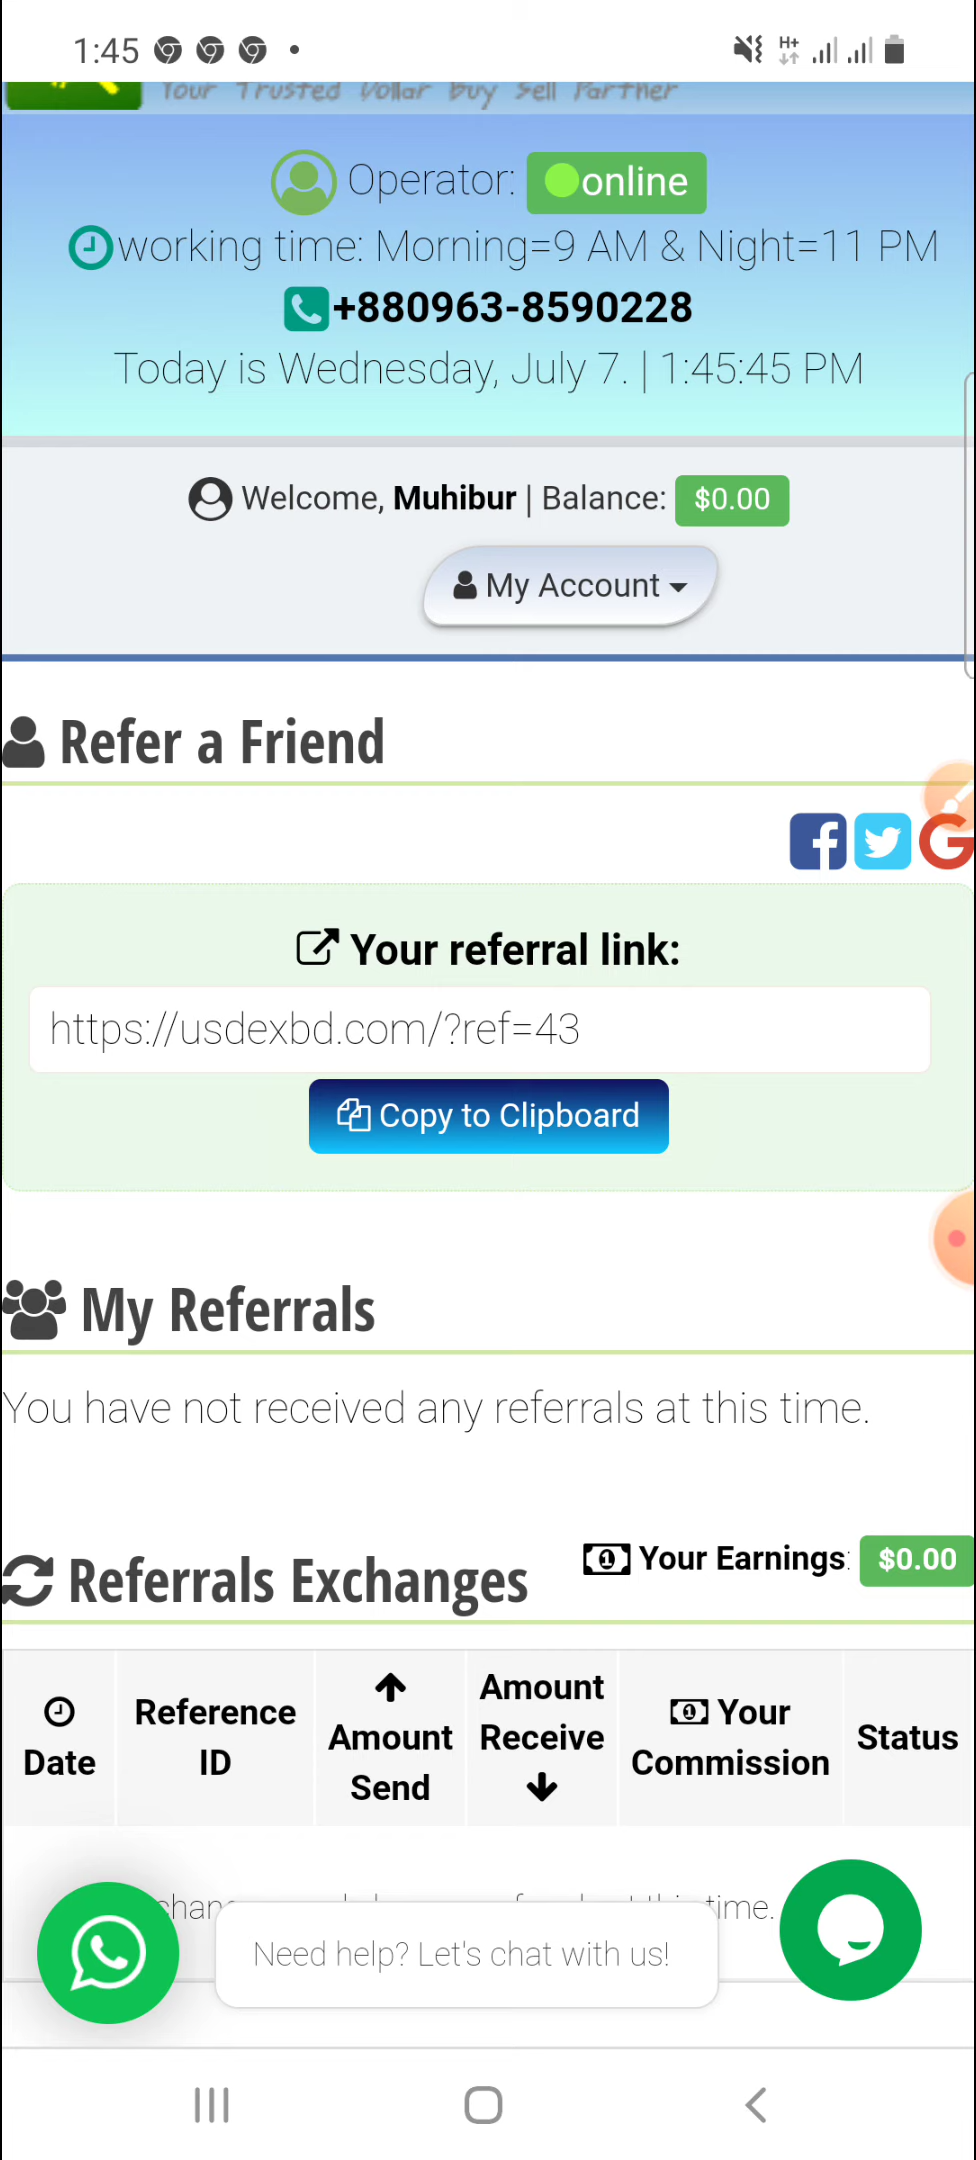 1:45
H+
Your Trusted Dollar Buy Sell Partner
Operator: online
working time: Morning=9 AM & Night=11 PM
+880963-8590228
Today is Wednesday, July 7. | 1:45:45 PM
Welcome, Muhibur | Balance: $0.00
My Account
Refer a Friend
Your referral link:
https://usdexbd.com/?ref=43
Copy to Clipboard
My Referrals
You have not received any referrals at this time.
Your Earnings: $0.00
Referrals Exchanges
Date
Reference ID
Amount Send
Amount Receive
Your Commission
Status
time.
Need help? Let's chat with us!